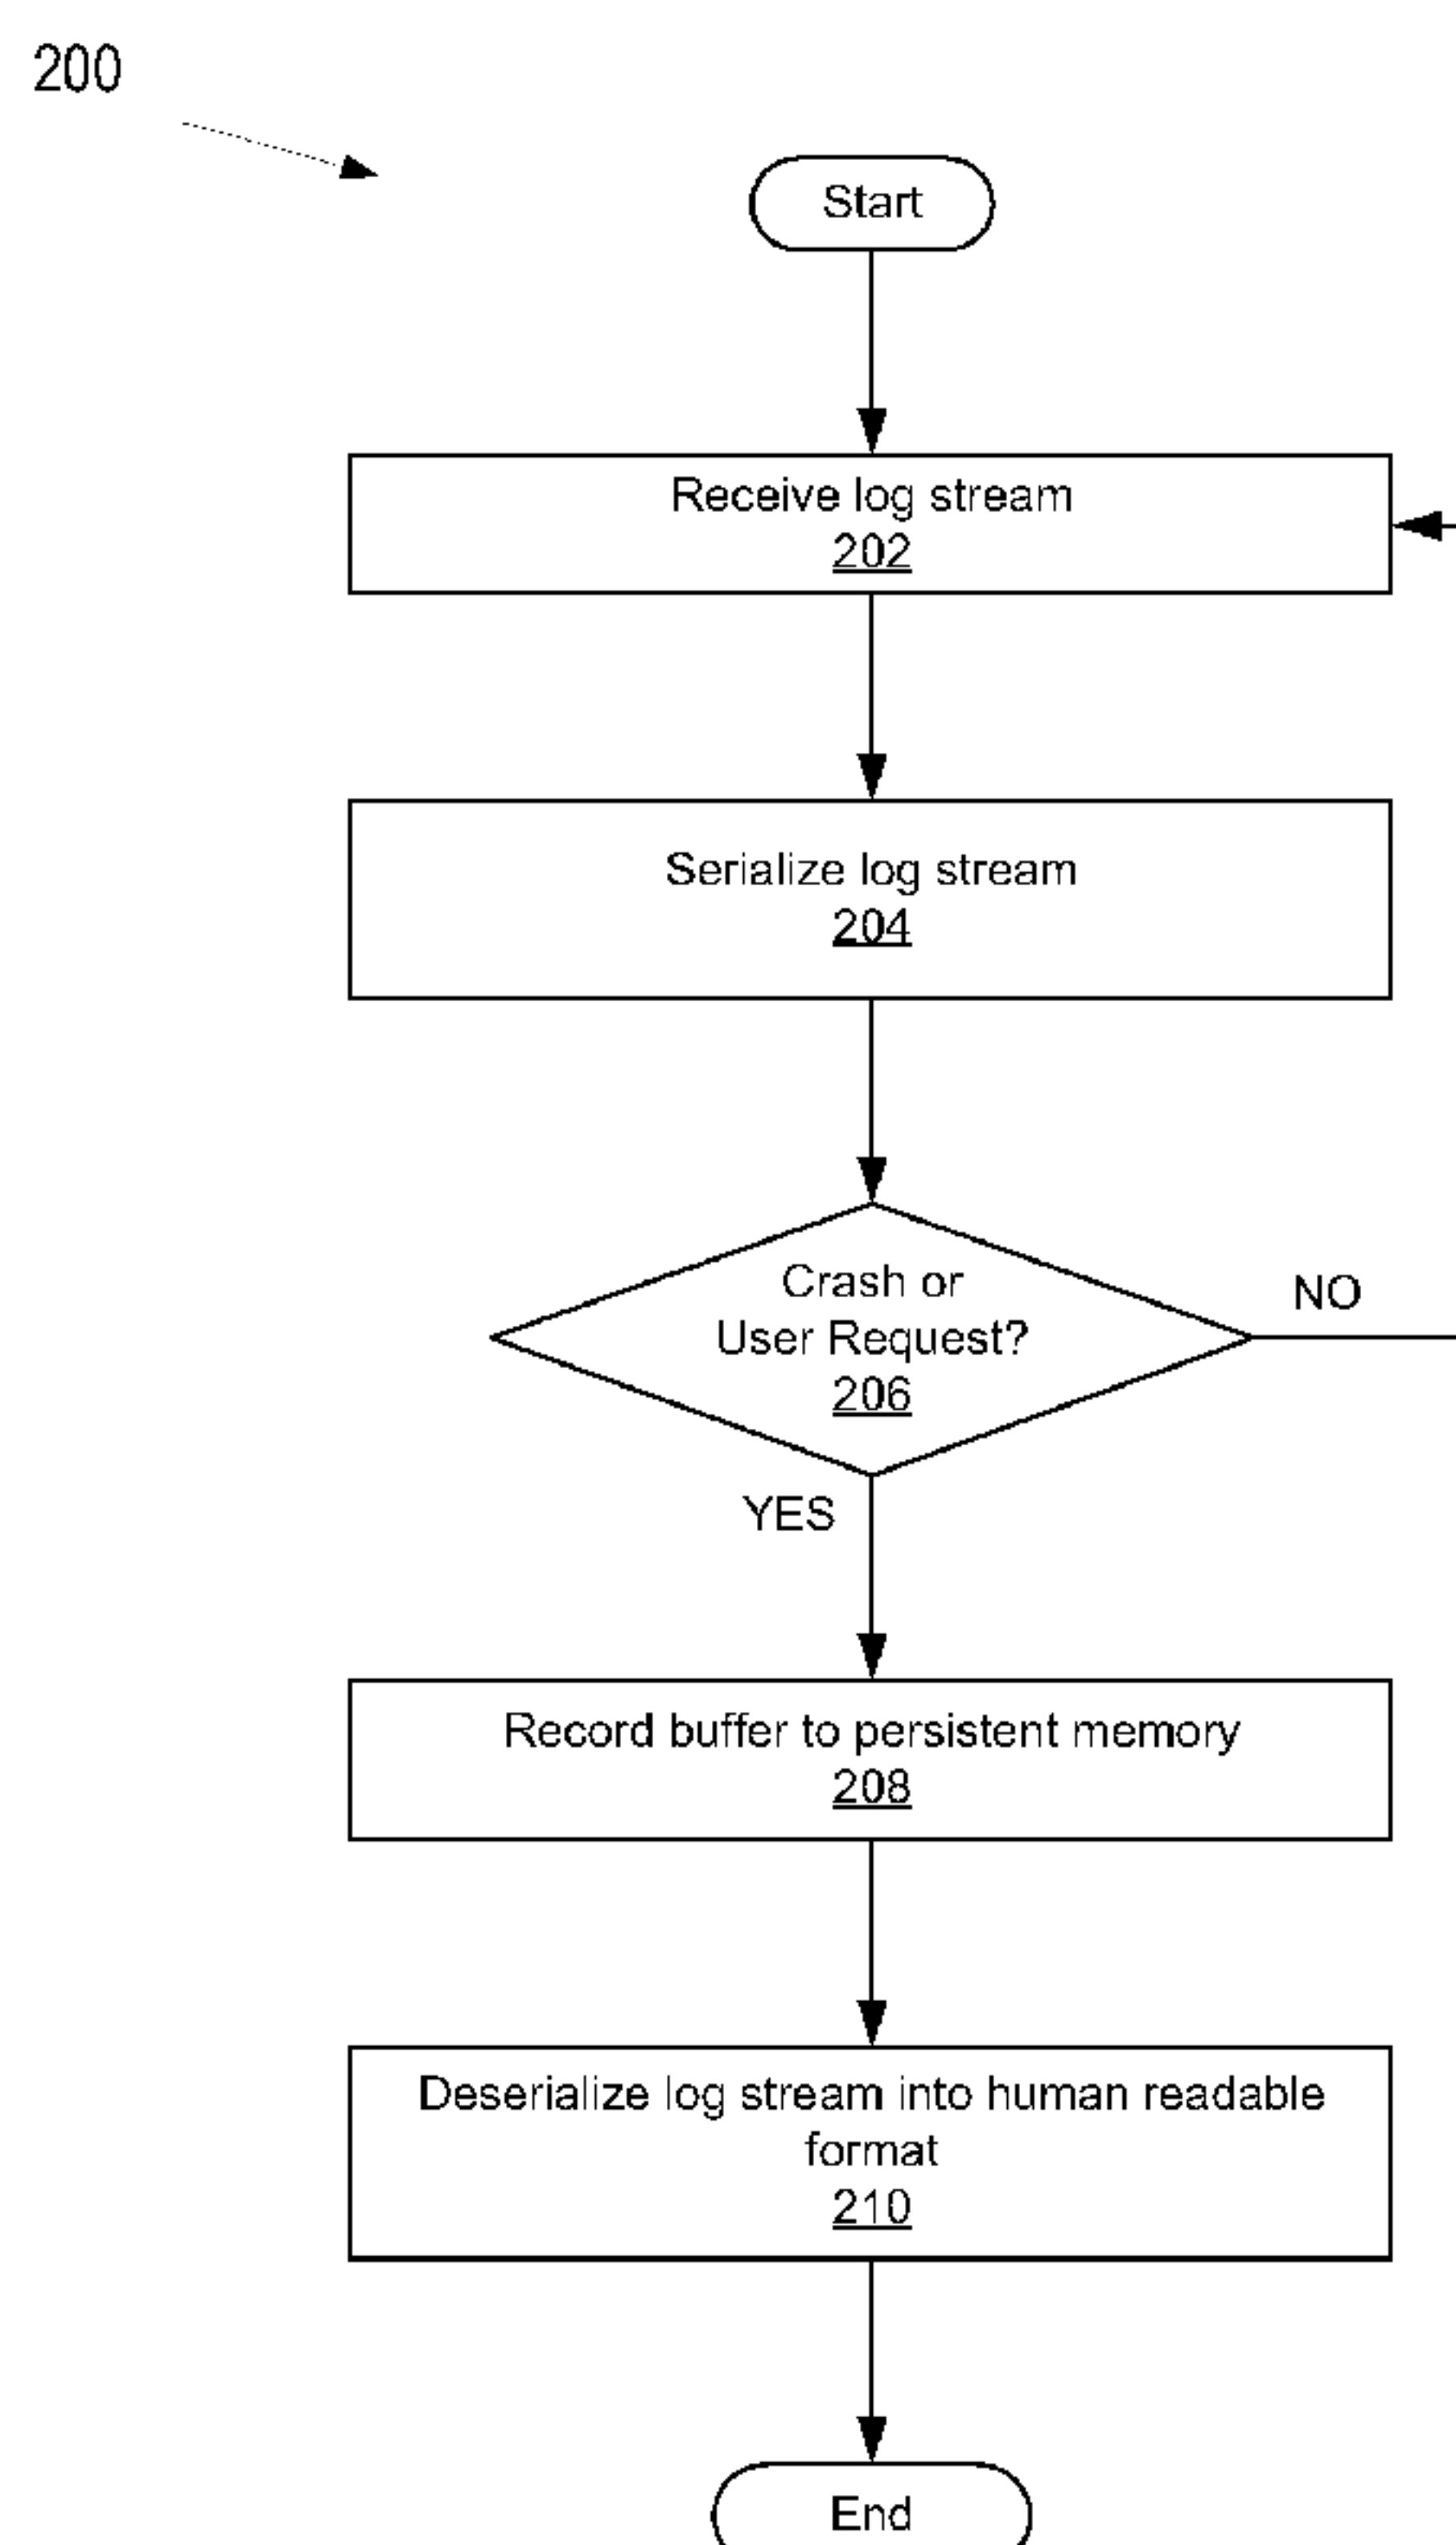 200
Start
Receive log stream
202
Serialize log stream
204
Crash or
User Request?
206
NO
YES
Record buffer to persistent memory
208
Deserialize log stream into human readable
format
210
End